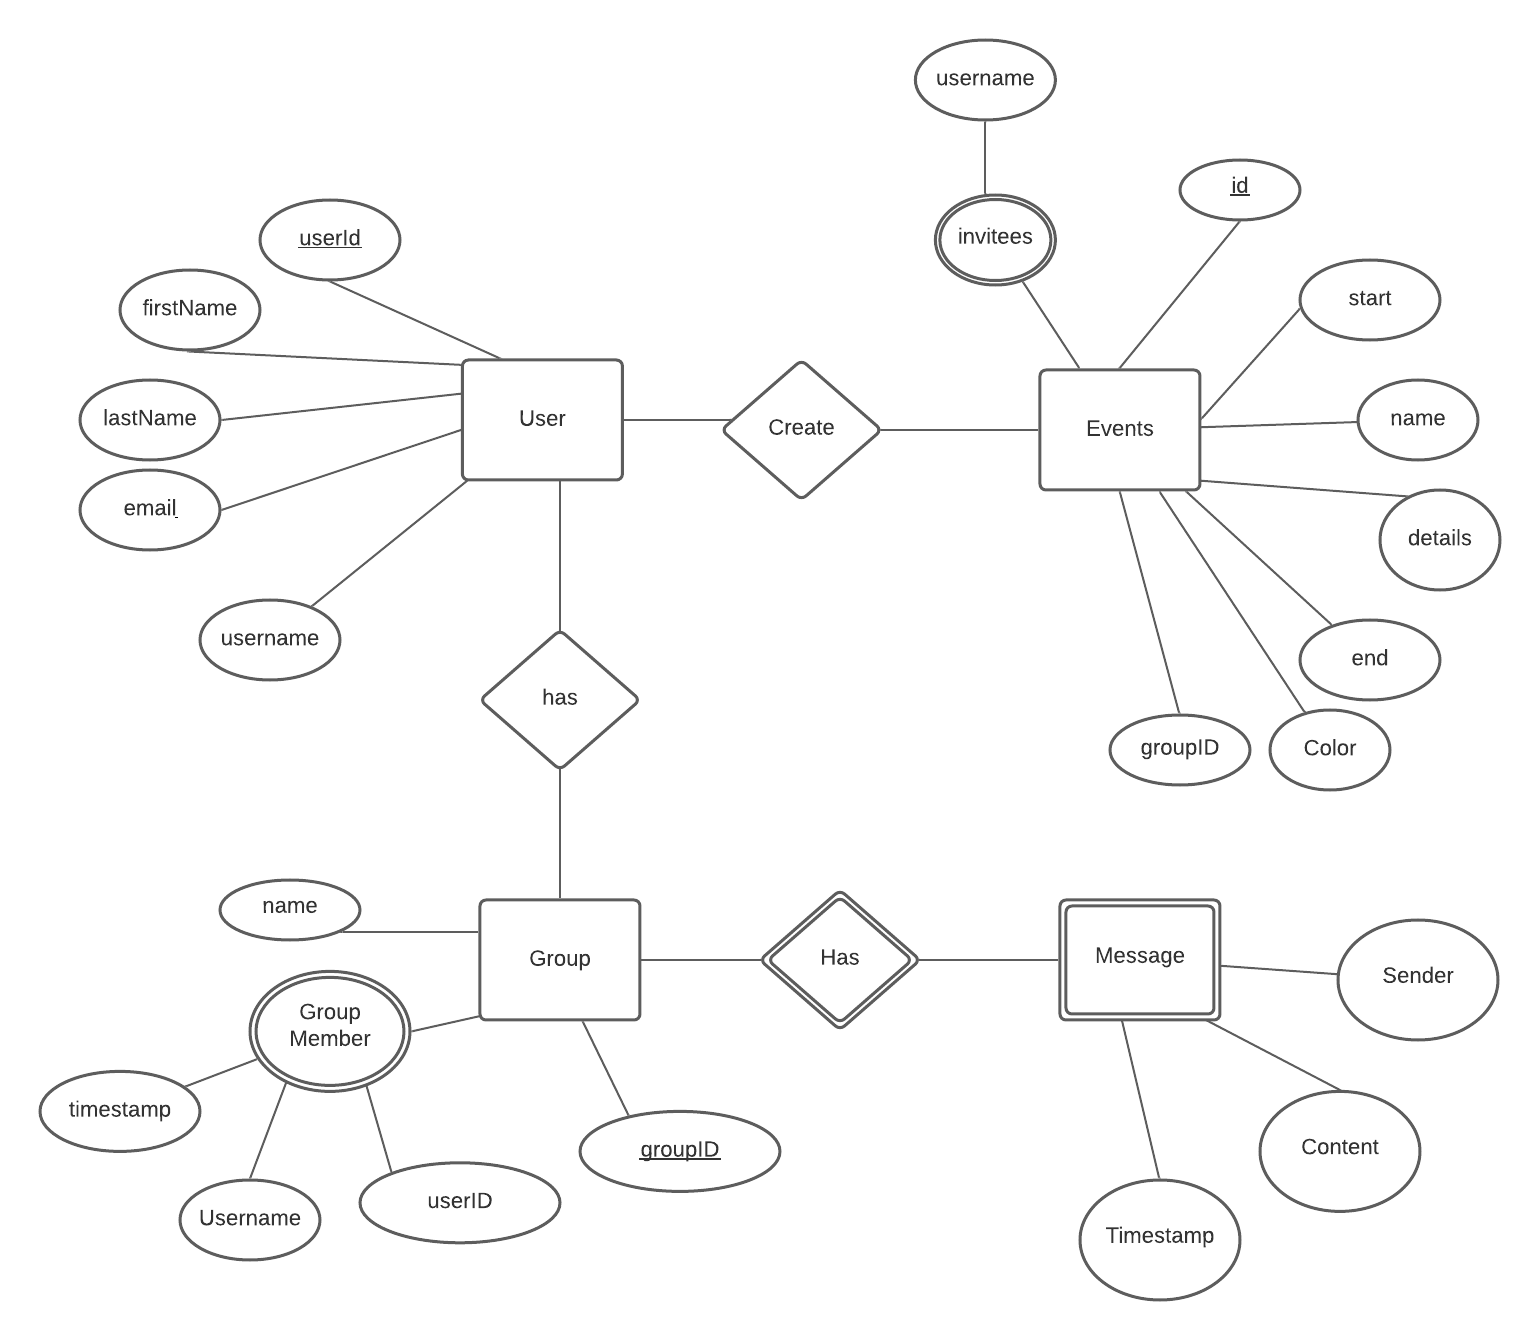 username
id
invitees
userId
start
firstName
name
lastName
User
Create
Events
email
details
username
end
has
groupID
Color
name
Group
Has
Message
Sender
Group
Member
timestamp
groupID
Content
Username
userID
Timestamp